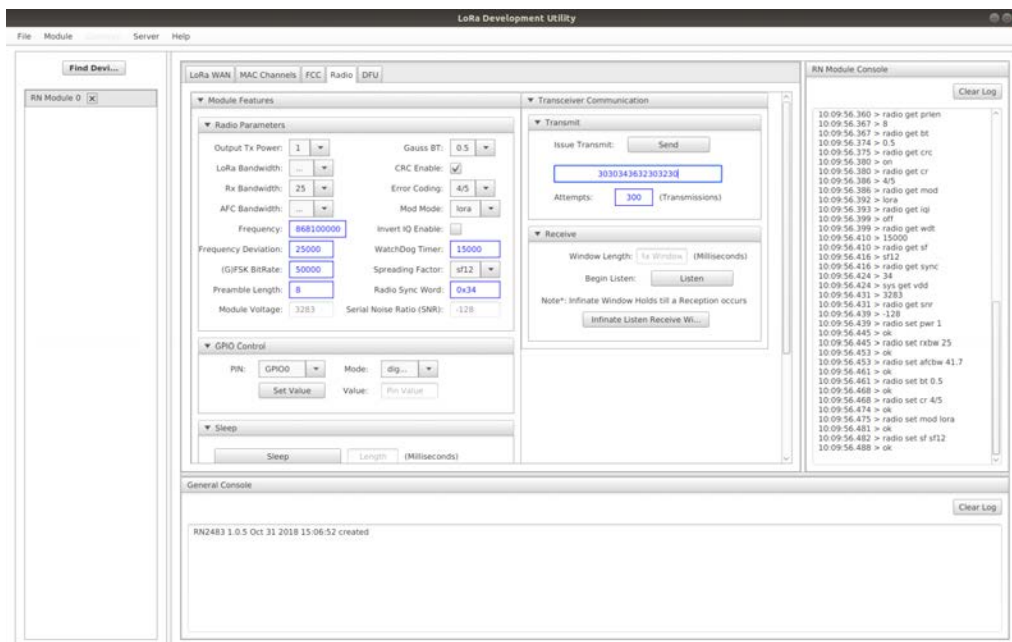 LoRa Development Utility
File Module Server Help
Find Devi...
RN Module 0
LoRa WAN MAC Channels FCC Radio DFU
Module Features
Radio Parameters
Output Tx Power: 1 Gauss BT: 0.5
LoRa Bandwidth: ... CRC Enable:
Rx Bandwidth: 25 Error Coding: 4/5
AFC Bandwidth: ... Mod Mode: lora
Frequency: 868100000 Invert IQ Enable:
Frequency Deviation: 25000 WatchDog Timer: 15000
(G)FSK BitRate: 50000 Spreading Factor: sf12
Preamble Length: 8 Radio Sync Word: 0x34
Module Voltage: 3283 Serial Noise Ratio (SNR): -128
GPIO Control
PIN: GPIO0 Mode: dig...
Set Value Value: Pin Value
Sleep
Sleep Length (Milliseconds)
Transceiver Communication
Transmit
Issue Transmit: Send
3030343632303230
Attempts: 300 (Transmissions)
Receive
Window Length: Window (Milliseconds)
Begin Listen: Listen
Note*: Infinate Window Holds till a Reception occurs
Infinate Listen Receive Wi...
RN Module Console
Clear Log
10:09:56.360 > radio get prlen
10:09:56.367 > 8
10:09:56.367 > radio get bt
10:09:56.374 > 0.5
10:09:56.375 > radio get crc
10:09:56.380 > on
10:09:56.380 > radio get cr
10:09:56.386 > 4/5
10:09:56.386 > radio get mod
10:09:56.392 > lora
10:09:56.393 > radio get iqi
10:09:56.399 > off
10:09:56.399 > radio get wdt
10:09:56.410 > 15000
10:09:56.410 > radio get sf
10:09:56.416 > sf12
10:09:56.416 > radio get sync
10:09:56.424 > 34
10:09:56.424 > sys get vdd
10:09:56.431 > 3283
10:09:56.431 > radio get snr
10:09:56.439 > -128
10:09:56.439 > radio set pwr 1
10:09:56.445 > ok
10:09:56.445 > radio set rxbw 25
10:09:56.453 > ok
10:09:56.453 > radio set afcbw 41.7
10:09:56.461 > ok
10:09:56.461 > radio set bt 0.5
10:09:56.468 > ok
10:09:56.468 > radio set cr 4/5
10:09:56.474 > ok
10:09:56.475 > radio set mod lora
10:09:56.481 > ok
10:09:56.482 > radio set sf sf12
10:09:56.488 > ok
General Console
Clear Log
RN2483 1.0.5 Oct 31 2018 15:06:52 created